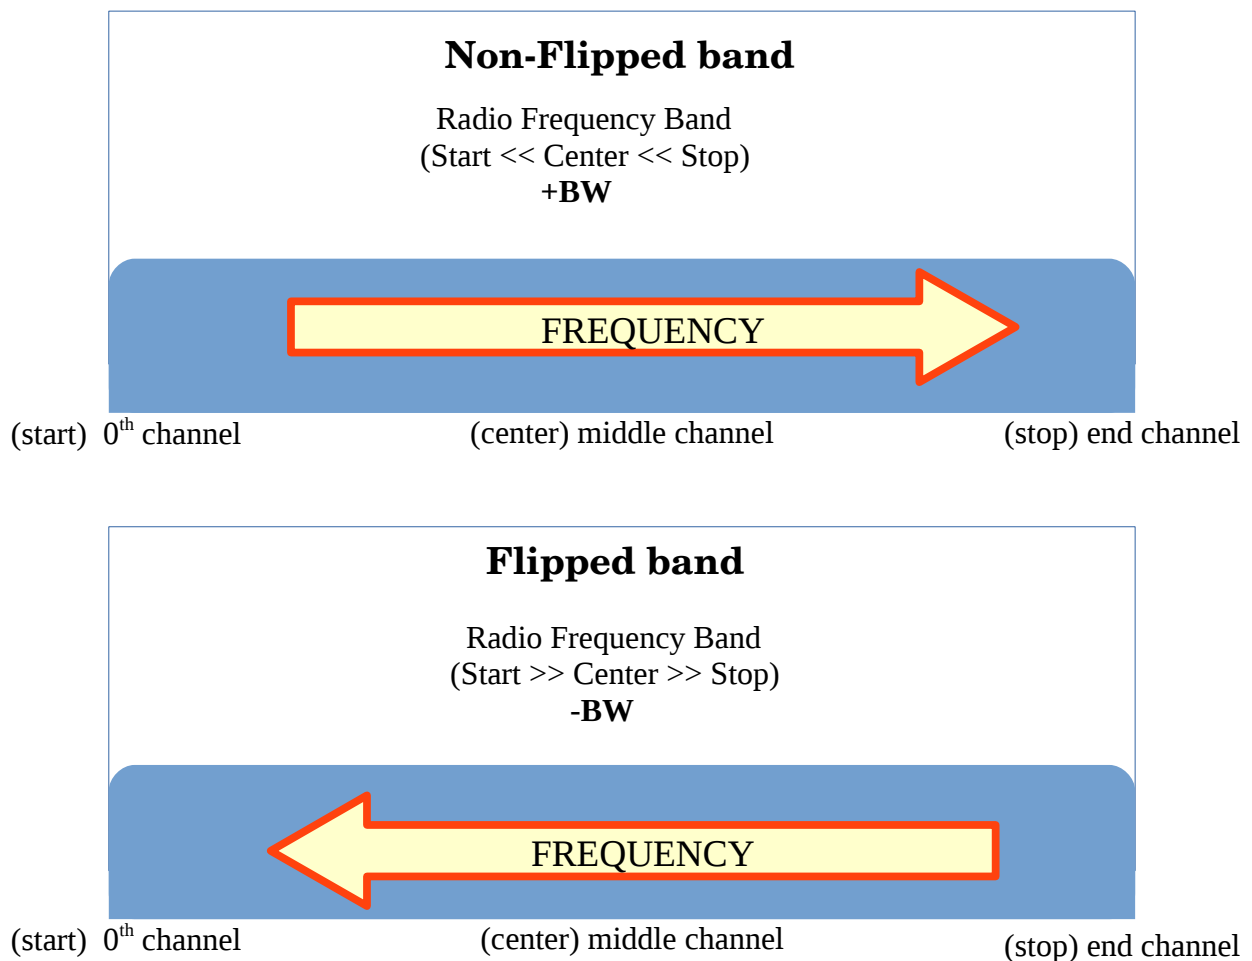 Non-Flipped band
Radio Frequency Band
(Start << Center << Stop)
+BW
FREQUENCY
(start) 0th channel (center) middle channel (stop) end channel
Flipped band
Radio Frequency Band
(Start >> Center >> Stop)
-BW
FREQUENCY
(start) 0th channel (center) middle channel (stop) end channel